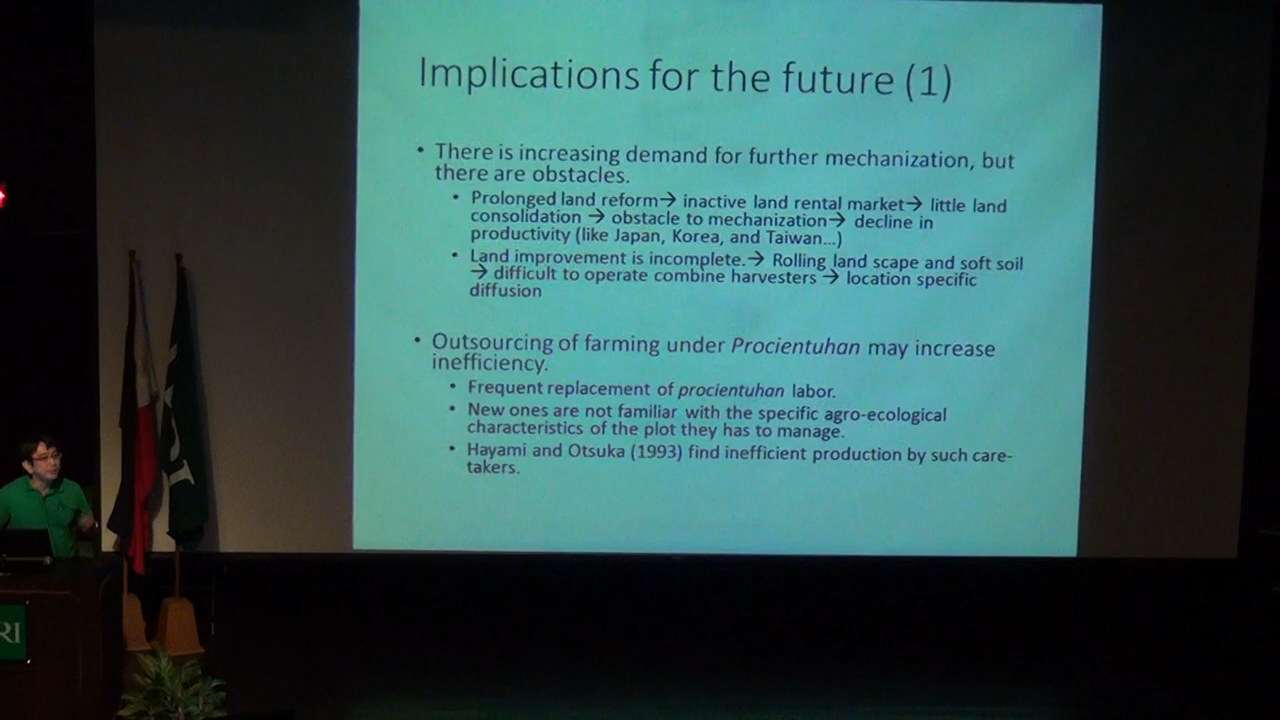 Implications for the future (1)
• There is increasing demand for further mechanization, but
there are obstacles.
• Prolonged land reform→ inactive land rental market→ little land
consolidation → obstacle to mechanization→ decline in
productivity (like Japan, Korea, and Taiwan...)
• Land improvement is incomplete.→ Rolling land scape and soft soil
→ difficult to operate combine harvesters → location specific
diffusion
• Outsourcing of farming under Procientuhan may increase
inefficiency.
• Frequent replacement of procientuhan labor.
• New ones are not familiar with the specific agro-ecological
characteristics of the plot they has to manage.
• Hayami and Otsuka (1993) find inefficient production by such care-
takers.
RI